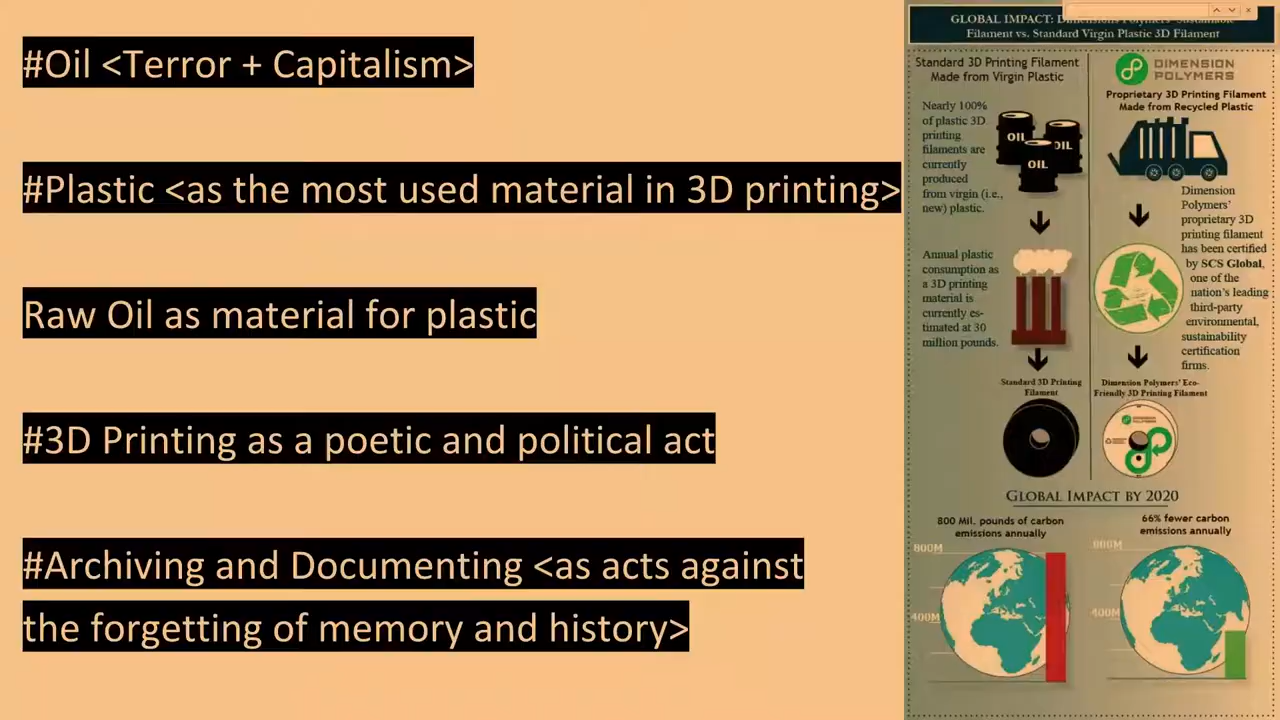 #Oil <Terror + Capitalism>
#Plastic <as the most used material in 3D printing>
Raw Oil as material for plastic
#3D Printing as a poetic and political act
#Archiving and Documenting <as acts against
the forgetting of memory and history>
GLOBAL IMPACT: Dimensions Polymers' Sustainable
Filament vs. Standard Virgin Plastic 3D Filament
Standard 3D Printing Filament
Made from Virgin Plastic
Nearly 100%
of plastic 3D
printing
filaments are
currently
produced
from virgin (i.e.,
new) plastic.
OIL
OIL
OIL
Annual plastic
consumption as
a 3D printing
material is
currently es-
timated at 30
million pounds.
Standard 3D Printing
Filament
DIMENSION
POLYMERS
Proprietary 3D Printing Filament
Made from Recycled Plastic
Dimension
Polymers'
proprietary 3D
printing filament
has been certified
by SCS Global,
one of the
nation's leading
third-party
environmental,
sustainability
certification
firms.
Dimension Polymers' Eco-
Friendly 3D Printing Filament
GLOBAL IMPACT BY 2020
800 Mil. pounds of carbon
emissions annually
800M
400M
66% fewer carbon
emissions annually
800M
400M